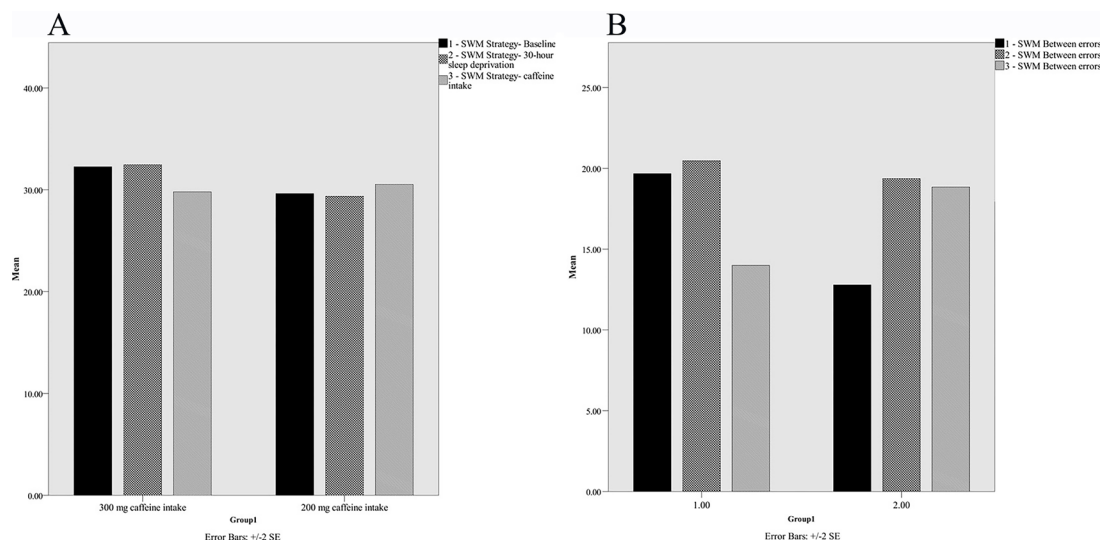 A
1 - SWM Strategy- Baseline
2 - SWM Strategy- 30-hour
sleep deprivation
3 - SWM Strategy- caffeine
intake
40.00
30.00
20.00
10.00
0.00
Mean
300 mg caffeine intake
200 mg caffeine intake
Group1
Error Bars: +/-2 SE
B
1 - SWM Between errors
2 - SWM Between errors
3 - SWM Between errors
25.00
20.00
15.00
10.00
5.00
0.00
Mean
1.00
2.00
Group1
Error Bars: +/-2 SE